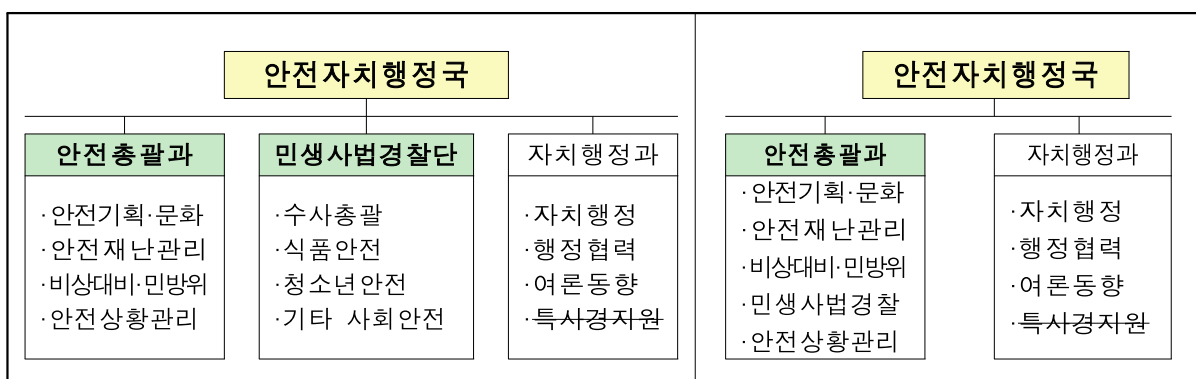 안전자치행정국
안전총괄과
·안전기획·문화
·안전재난관리
·비상대비·민방위
·안전상황관리
민생사법경찰단
·수사총괄
·식품안전
·청소년안전
·기타 사회안전
자치행정과
·자치행정
·행정협력
·여론동향
·특사경지원
안전자치행정국
안전총괄과
·안전기획·문화
·안전재난관리
·비상대비·민방위
·민생사법경찰
·안전상황관리
자치행정과
·자치행정
·행정협력
·여론동향
·특사경지원